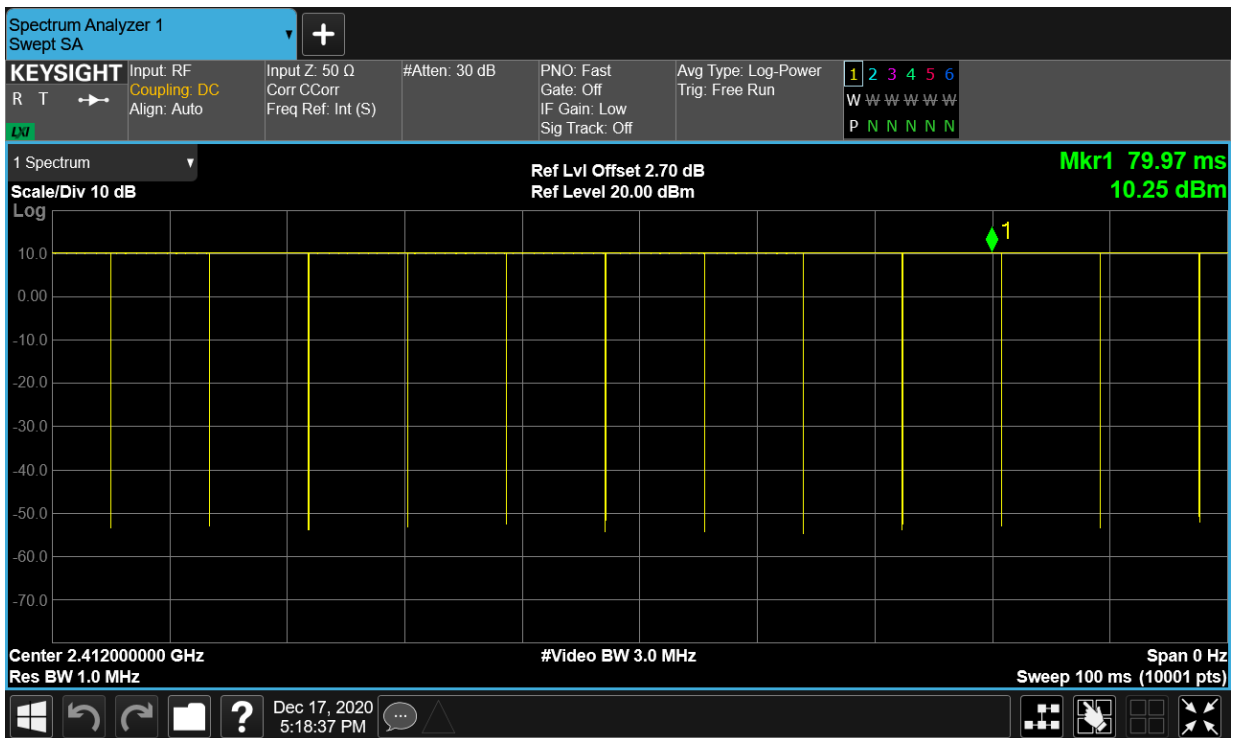 Spectrum Analyzer 1
Swept SA
KEYSIGHT
R T
LXI
Input: RF
Coupling: DC
Align: Auto
Input Z: 50 Ω
Corr CCorr
Freq Ref: Int (S)
#Atten: 30 dB
PNO: Fast
Gate: Off
IF Gain: Low
Sig Track: Off
Avg Type: Log-Power
Trig: Free Run
1 2 3 4 5 6
W W W W W W
P N N N N N
1 Spectrum
Scale/Div 10 dB
Log
Ref Lvl Offset 2.70 dB
Ref Level 20.00 dBm
Mkr1 79.97 ms
10.25 dBm
1
10.0
0.00
-10.0
-20.0
-30.0
-40.0
-50.0
-60.0
-70.0
Center 2.412000000 GHz
Res BW 1.0 MHz
#Video BW 3.0 MHz
Span 0 Hz
Sweep 100 ms (10001 pts)
?
Dec 17, 2020
5:18:37 PM